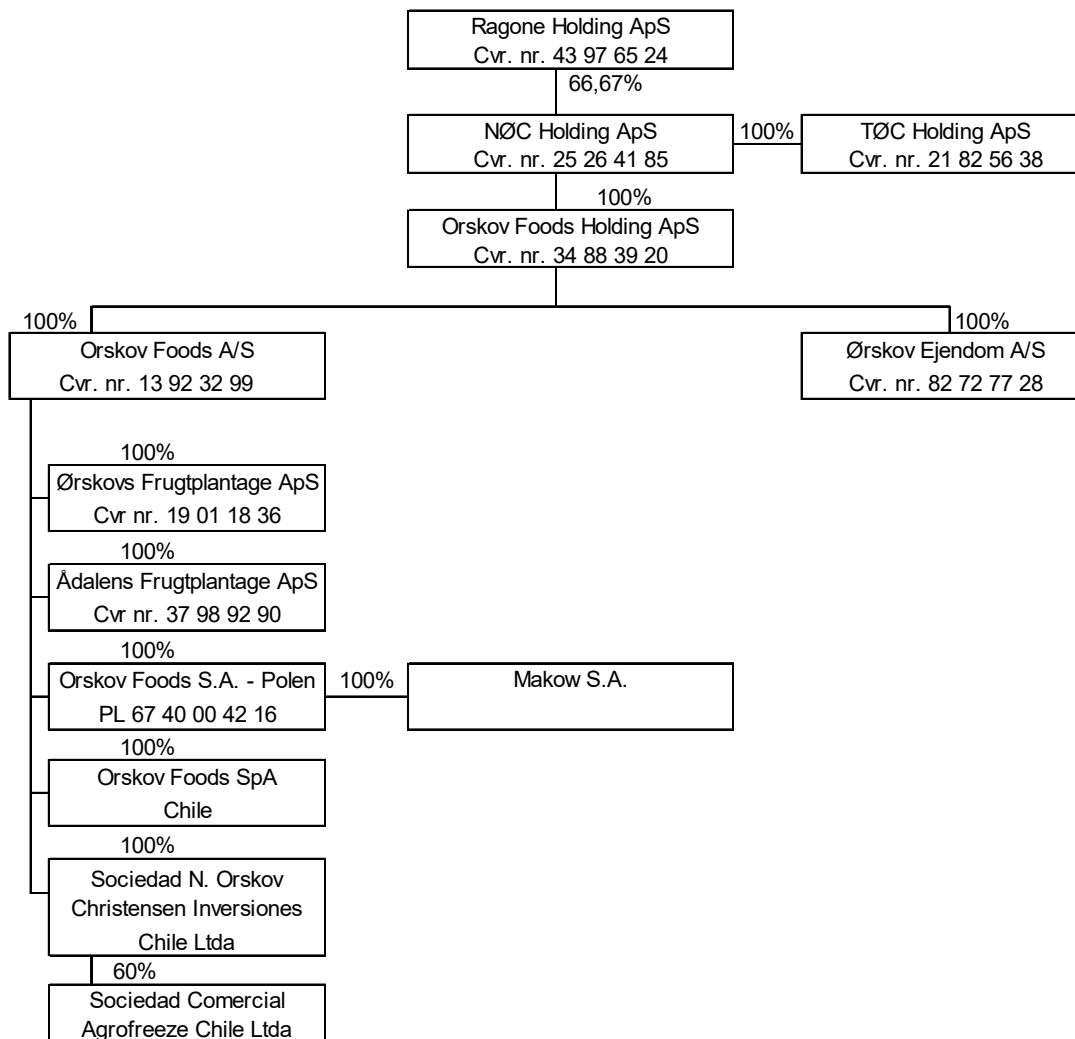 Ragone Holding ApS
Cvr. nr. 43 97 65 24
66,67%
NØC Holding ApS
Cvr. nr. 25 26 41 85
100%
TØC Holding ApS
Cvr. nr. 21 82 56 38
100%
Orskov Foods Holding ApS
Cvr. nr. 34 88 39 20
100%
Orskov Foods A/S
Cvr. nr. 13 92 32 99
100%
Ørskov Ejendom A/S
Cvr. nr. 82 72 77 28
100%
Ørskovs Frugtplantage ApS
Cvr nr. 19 01 18 36
100%
Ådalens Frugtplantage ApS
Cvr nr. 37 98 92 90
100%
Orskov Foods S.A. - Polen
PL 67 40 00 42 16
100%
Makow S.A.
100%
Orskov Foods SpA
Chile
100%
Sociedad N. Orskov
Christensen Inversiones
Chile Ltda
60%
Sociedad Comercial
Agrofreeze Chile Ltda